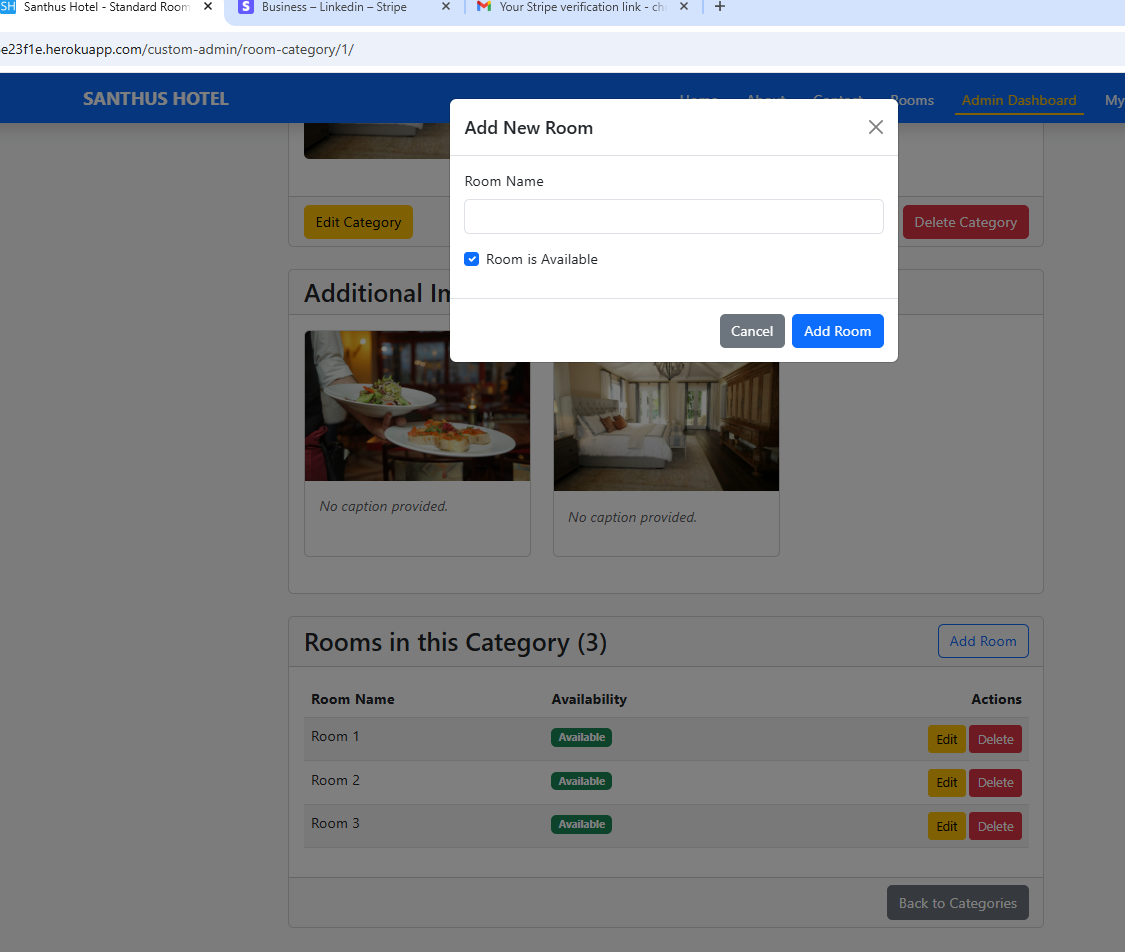 SH Santhus Hotel - Standard Room
S Business – Linkedin – Stripe
Your Stripe verification link - ch
e23f1e.herokuapp.com/custom-admin/room-category/1/
SANTHUS HOTEL
Home About Contact Rooms Admin Dashboard My
Add New Room
Room Name
Room is Available
Cancel Add Room
Edit Category
Delete Category
Additional Im
No caption provided.
No caption provided.
Rooms in this Category (3)
Add Room
Room Name Availability Actions
Room 1 Available Edit Delete
Room 2 Available Edit Delete
Room 3 Available Edit Delete
Back to Categories